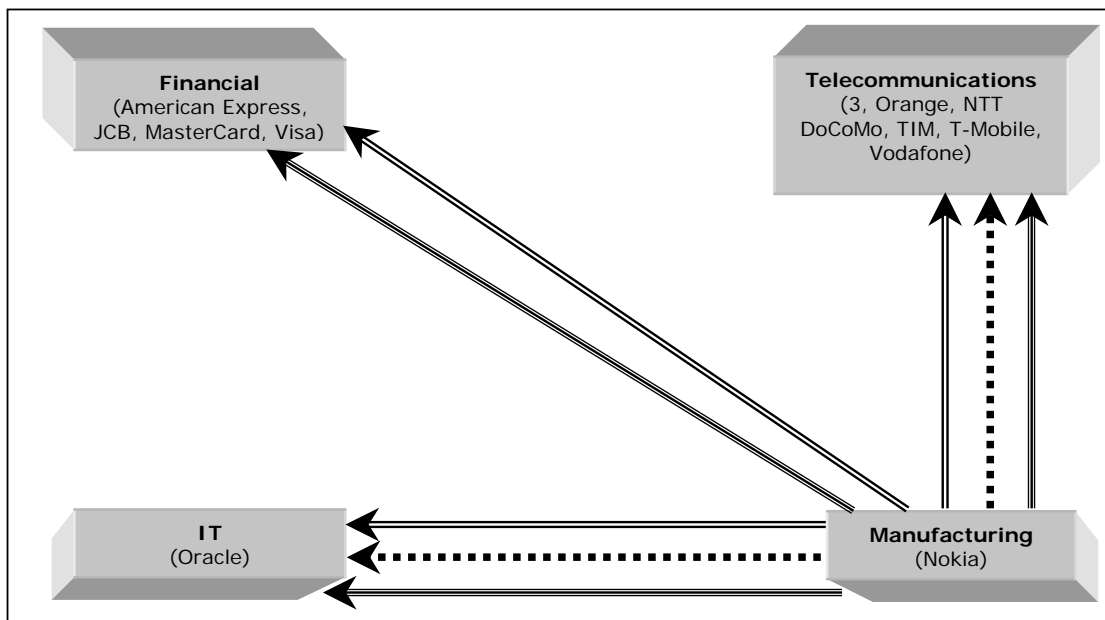 Financial
(American Express,
JCB, MasterCard, Visa)
Telecommunications
(3, Orange, NTT
DoCoMo, TIM, T-Mobile,
Vodafone)
IT
(Oracle)
Manufacturing
(Nokia)